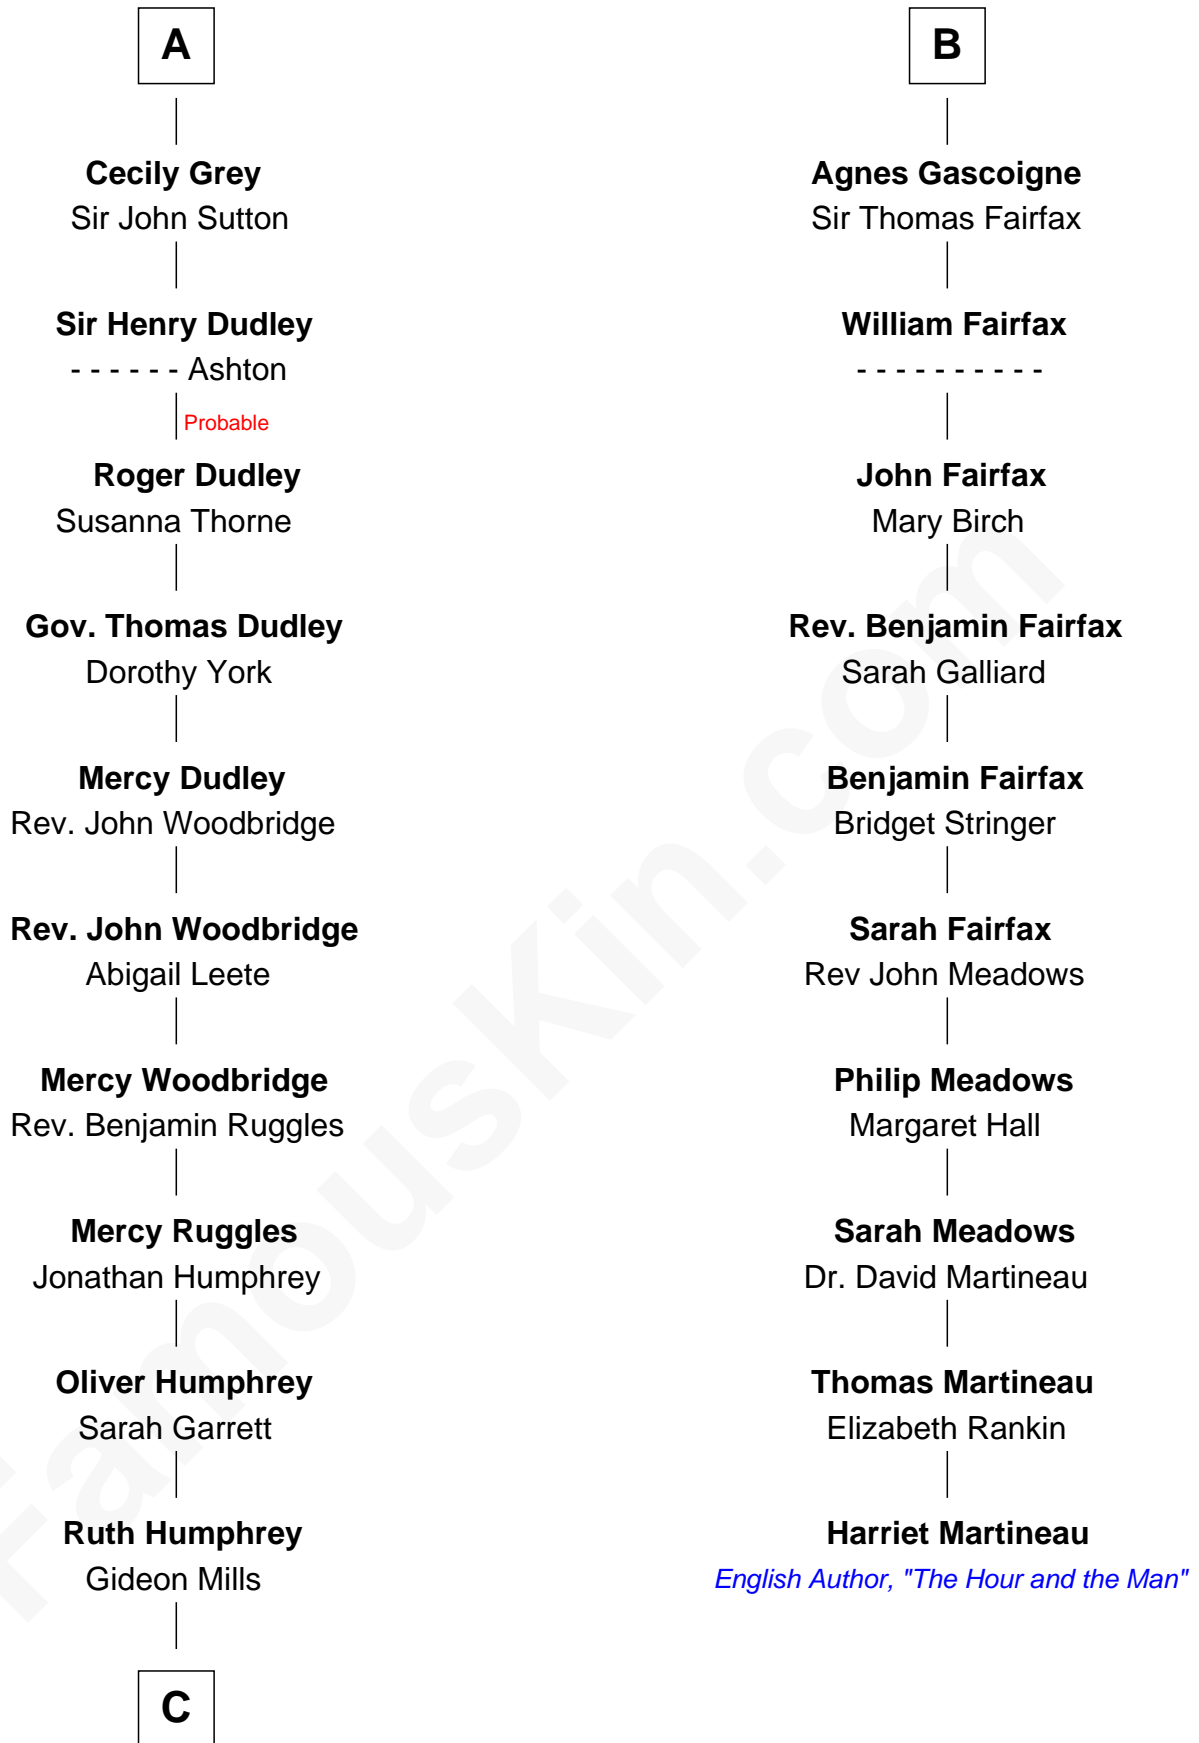 A
Cecily Grey
Sir John Sutton
Sir Henry Dudley
- - - - - - Ashton
Probable
Roger Dudley
Susanna Thorne
Gov. Thomas Dudley
Dorothy York
Mercy Dudley
Rev. John Woodbridge
Rev. John Woodbridge
Abigail Leete
Mercy Woodbridge
Rev. Benjamin Ruggles
Mercy Ruggles
Jonathan Humphrey
Oliver Humphrey
Sarah Garrett
Ruth Humphrey
Gideon Mills
C
B
Agnes Gascoigne
Sir Thomas Fairfax
William Fairfax
- - - - - - - - - -
John Fairfax
Mary Birch
Rev. Benjamin Fairfax
Sarah Galliard
Benjamin Fairfax
Bridget Stringer
Sarah Fairfax
Rev John Meadows
Philip Meadows
Margaret Hall
Sarah Meadows
Dr. David Martineau
Thomas Martineau
Elizabeth Rankin
Harriet Martineau
English Author, "The Hour and the Man"
FamousKin.com